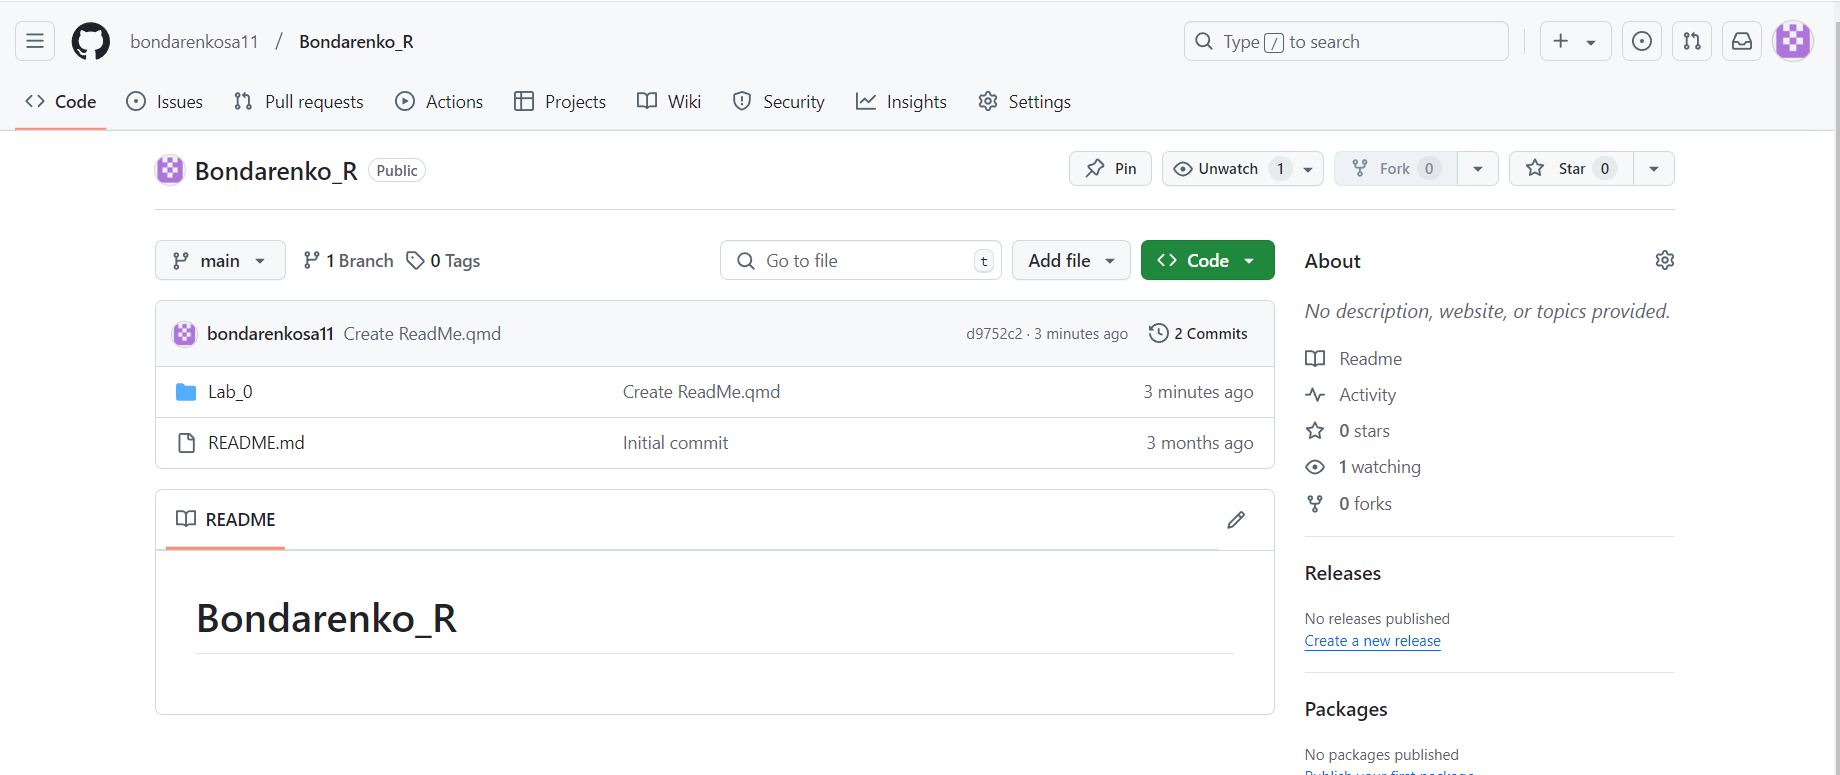 bondarenkosa11 / Bondarenko_R
Type / to search
Code Issues Pull requests Actions Projects Wiki Security Insights Settings
Bondarenko_R Public
Pin Unwatch 1 Fork 0 Star 0
main 1 Branch 0 Tags Go to file t Add file Code
bondarenkosa11 Create ReadMe.qmd d9752c2 · 3 minutes ago 2 Commits
Lab_0 Create ReadMe.qmd 3 minutes ago
README.md Initial commit 3 months ago
README
Bondarenko_R
About
No description, website, or topics provided.
Readme
Activity
0 stars
1 watching
0 forks
Releases
No releases published
Create a new release
Packages
No packages published
Publish your first package